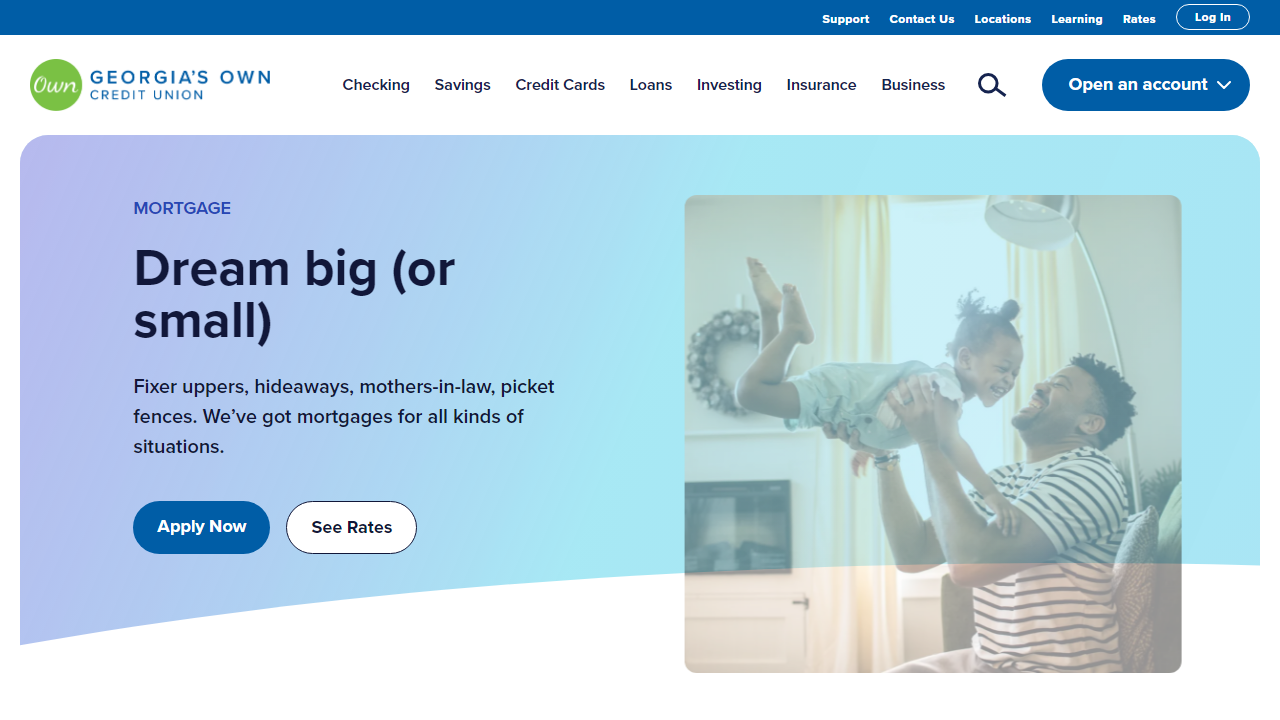 Support Contact Us Locations Learning Rates Log In
Own GEORGIA'S OWN
CREDIT UNION
Checking Savings Credit Cards Loans Investing Insurance Business Open an account
MORTGAGE
Dream big (or
small)
Fixer uppers, hideaways, mothers-in-law, picket
fences. We’ve got mortgages for all kinds of
situations.
Apply Now See Rates